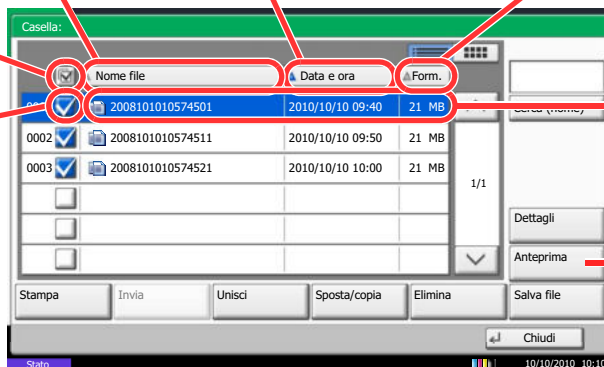 Casella:
Nome file Data e ora Form.
2008101010574501 2010/10/10 09:40 21 MB
0002 2008101010574511 2010/10/10 09:50 21 MB
0003 2008101010574521 2010/10/10 10:00 21 MB
1/1
Dettagli
Anteprima
Stampa Invia Unisci Sposta/copia Elimina Salva file
Chiudi
Stato 10/10/2010 10:10